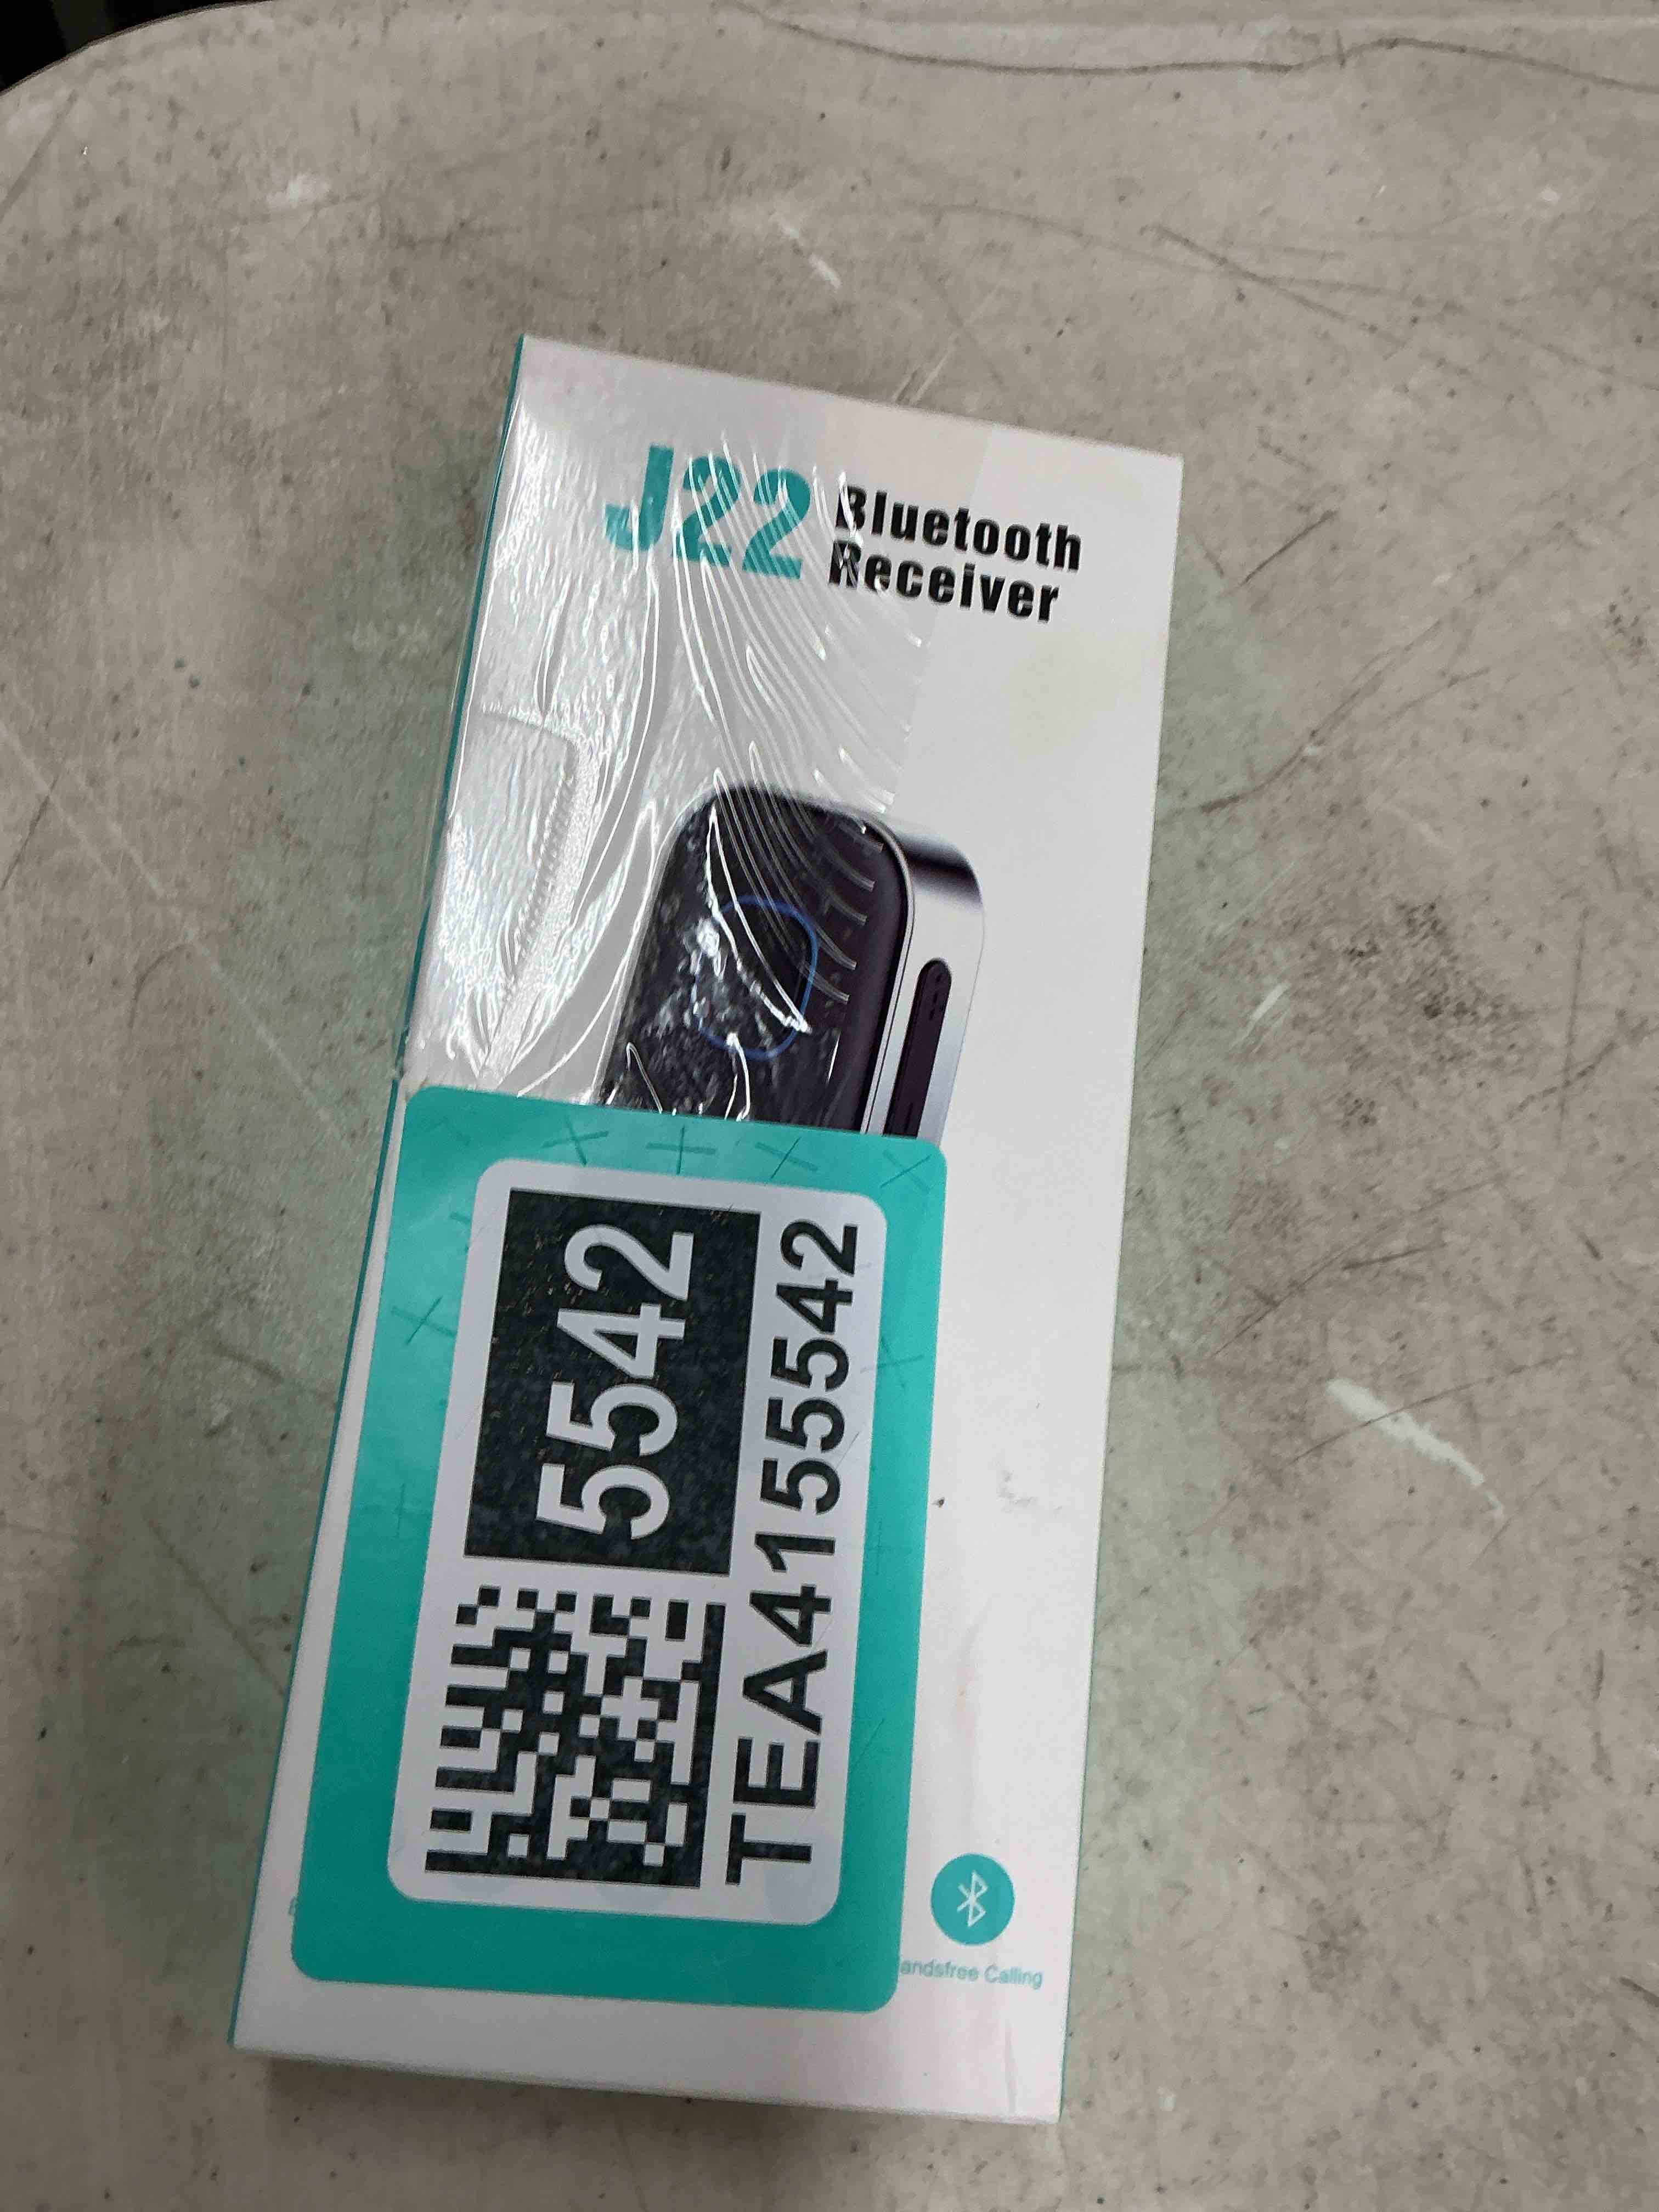 J22 Bluetooth
Receiver
5542
TEA4155542
andsfree Calling